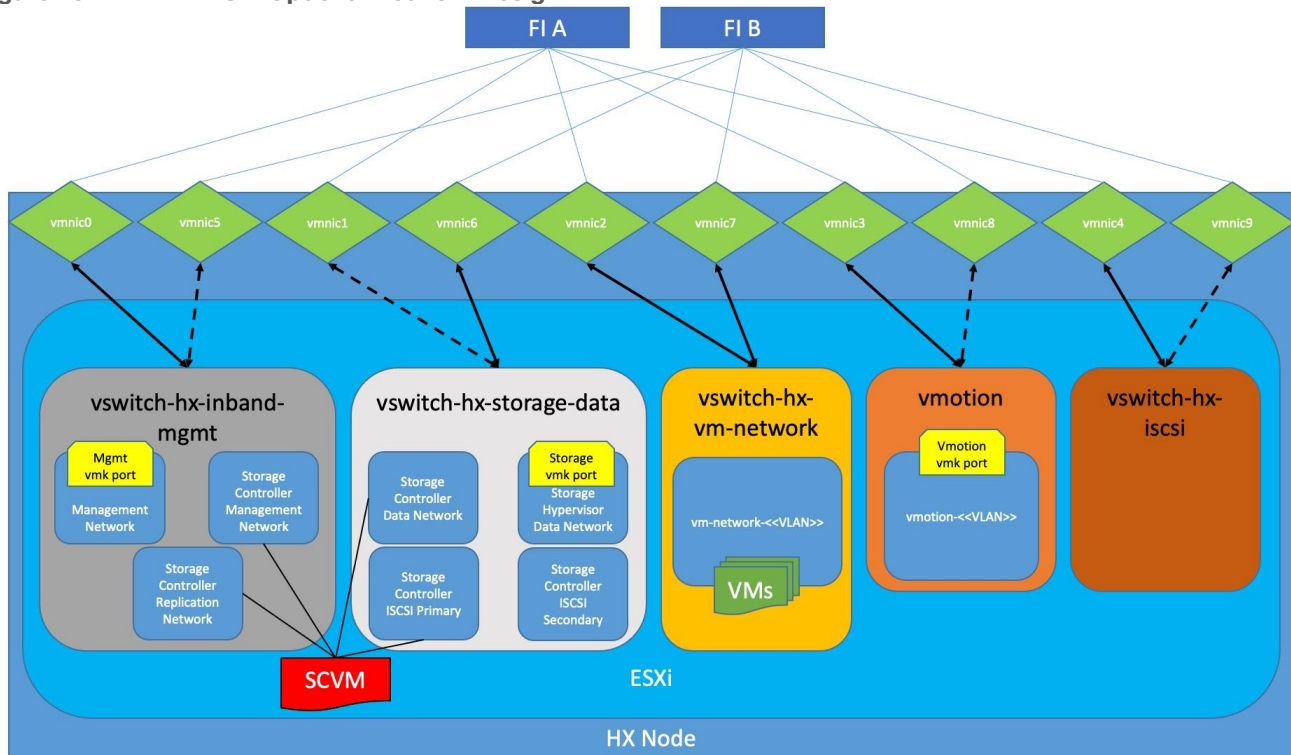 FI A
FI B
vmnic0
vmnic5
vmnic1
vmnic6
vmnic2
vmnic7
vmnic3
vmnic8
vmnic4
vmnic9
vswitch-hx-inband-
mgmt
Mgmt
vmk port
Management
Network
Storage
Controller
Management
Network
Storage
Controller
Replication
Network
vswitch-hx-storage-data
Storage
Controller
Data Network
Storage
vmk port
Storage
Hypervisor
Data Network
Storage
Controller
ISCSI Primary
Storage
Controller
ISCSI
Secondary
vswitch-hx-
vm-network
vm-network-<<VLAN>>
VMs
vmotion
Vmotion
vmk port
vmotion-<<VLAN>>
vswitch-hx-
iscsi
SCVM
ESXi
HX Node